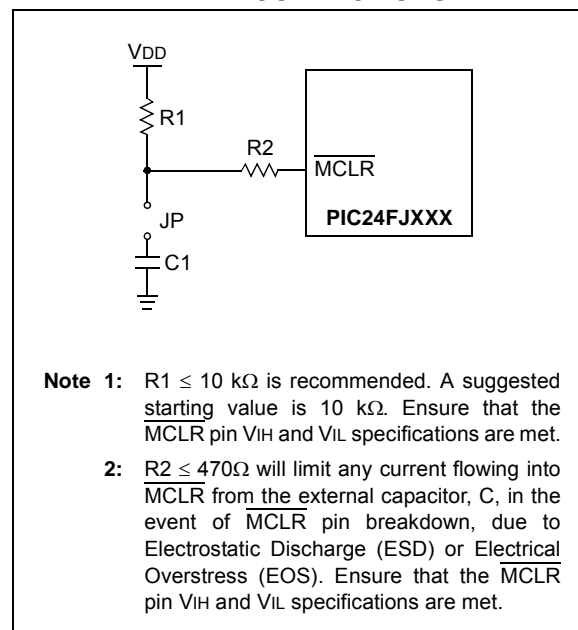 VDD
R1
R2
MCLR
JP
PIC24FJXXX
C1
Note 1: R1 ≤ 10 kΩ is recommended. A suggested
starting value is 10 kΩ. Ensure that the
MCLR pin VIH and VIL specifications are met.
2: R2 ≤ 470Ω will limit any current flowing into
MCLR from the external capacitor, C, in the
event of MCLR pin breakdown, due to
Electrostatic Discharge (ESD) or Electrical
Overstress (EOS). Ensure that the MCLR
pin VIH and VIL specifications are met.